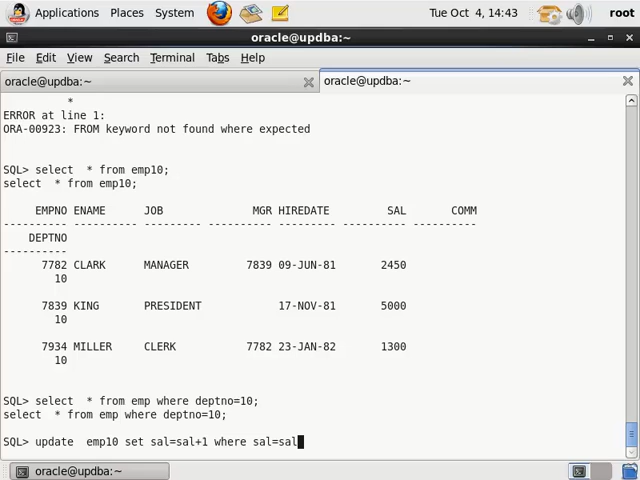 Applications Places System Tue Oct 4, 14:43 root
oracle@updba:~
File Edit View Search Terminal Tabs Help
oracle@updba:~ oracle@updba:~
*
ERROR at line 1:
ORA-00923: FROM keyword not found where expected
SQL> select  * from emp10;
select  * from emp10;
EMPNO ENAME JOB MGR HIREDATE SAL COMM
---------- ---------- --------- ---------- --------- ---------- ----------
DEPTNO
----------
7782 CLARK MANAGER 7839 09-JUN-81 2450
10
7839 KING PRESIDENT 17-NOV-81 5000
10
7934 MILLER CLERK 7782 23-JAN-82 1300
10
SQL> select  * from emp where deptno=10;
select  * from emp where deptno=10;
SQL> update  emp10 set sal=sal+1 where sal=sal
oracle@updba:~